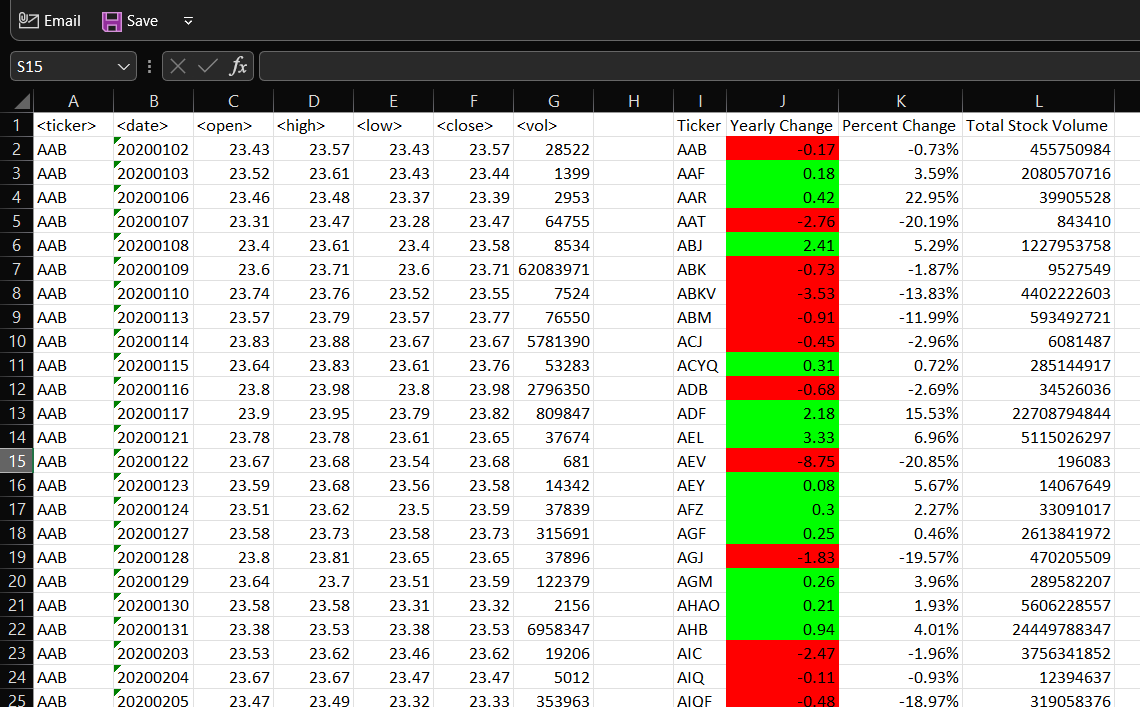 Email Save
S15 fx
A B C D E F G H I J K L
1 <ticker> <date> <open> <high> <low> <close> <vol> Ticker Yearly Change Percent Change Total Stock Volume
2 AAB 20200102 23.43 23.57 23.43 23.57 28522 AAB -0.17 -0.73% 455750984
3 AAB 20200103 23.52 23.61 23.43 23.44 1399 AAF 0.18 3.59% 2080570716
4 AAB 20200106 23.46 23.48 23.37 23.39 2953 AAR 0.42 22.95% 39905528
5 AAB 20200107 23.31 23.47 23.28 23.47 64755 AAT -2.76 -20.19% 843410
6 AAB 20200108 23.4 23.61 23.4 23.58 8534 ABJ 2.41 5.29% 1227953758
7 AAB 20200109 23.6 23.71 23.6 23.71 62083971 ABK -0.73 -1.87% 9527549
8 AAB 20200110 23.74 23.76 23.52 23.55 7524 ABKV -3.53 -13.83% 4402222603
9 AAB 20200113 23.57 23.79 23.57 23.77 76550 ABM -0.91 -11.99% 593492721
10 AAB 20200114 23.83 23.88 23.67 23.67 5781390 ACJ -0.45 -2.96% 6081487
11 AAB 20200115 23.64 23.83 23.61 23.76 53283 ACYQ 0.31 0.72% 285144917
12 AAB 20200116 23.8 23.98 23.8 23.98 2796350 ADB -0.68 -2.69% 34526036
13 AAB 20200117 23.9 23.95 23.79 23.82 809847 ADF 2.18 15.53% 22708794844
14 AAB 20200121 23.78 23.78 23.61 23.65 37674 AEL 3.33 6.96% 5115026297
15 AAB 20200122 23.67 23.68 23.54 23.68 681 AEV -8.75 -20.85% 196083
16 AAB 20200123 23.59 23.68 23.56 23.58 14342 AEY 0.08 5.67% 14067649
17 AAB 20200124 23.51 23.62 23.5 23.59 37839 AFZ 0.3 2.27% 33091017
18 AAB 20200127 23.58 23.73 23.58 23.73 315691 AGF 0.25 0.46% 2613841972
19 AAB 20200128 23.8 23.81 23.65 23.65 37896 AGJ -1.83 -19.57% 470205509
20 AAB 20200129 23.64 23.7 23.51 23.59 122379 AGM 0.26 3.96% 289582207
21 AAB 20200130 23.58 23.58 23.31 23.32 2156 AHAO 0.21 1.93% 5606228557
22 AAB 20200131 23.38 23.53 23.38 23.53 6958347 AHB 0.94 4.01% 24449788347
23 AAB 20200203 23.53 23.62 23.46 23.62 19206 AIC -2.47 -1.96% 3756341852
24 AAB 20200204 23.67 23.67 23.47 23.47 5012 AIQ -0.11 -0.93% 12394637
25 AAB 20200205 23.47 23.49 23.32 23.33 353963 AIQF -0.48 -18.97% 319058376